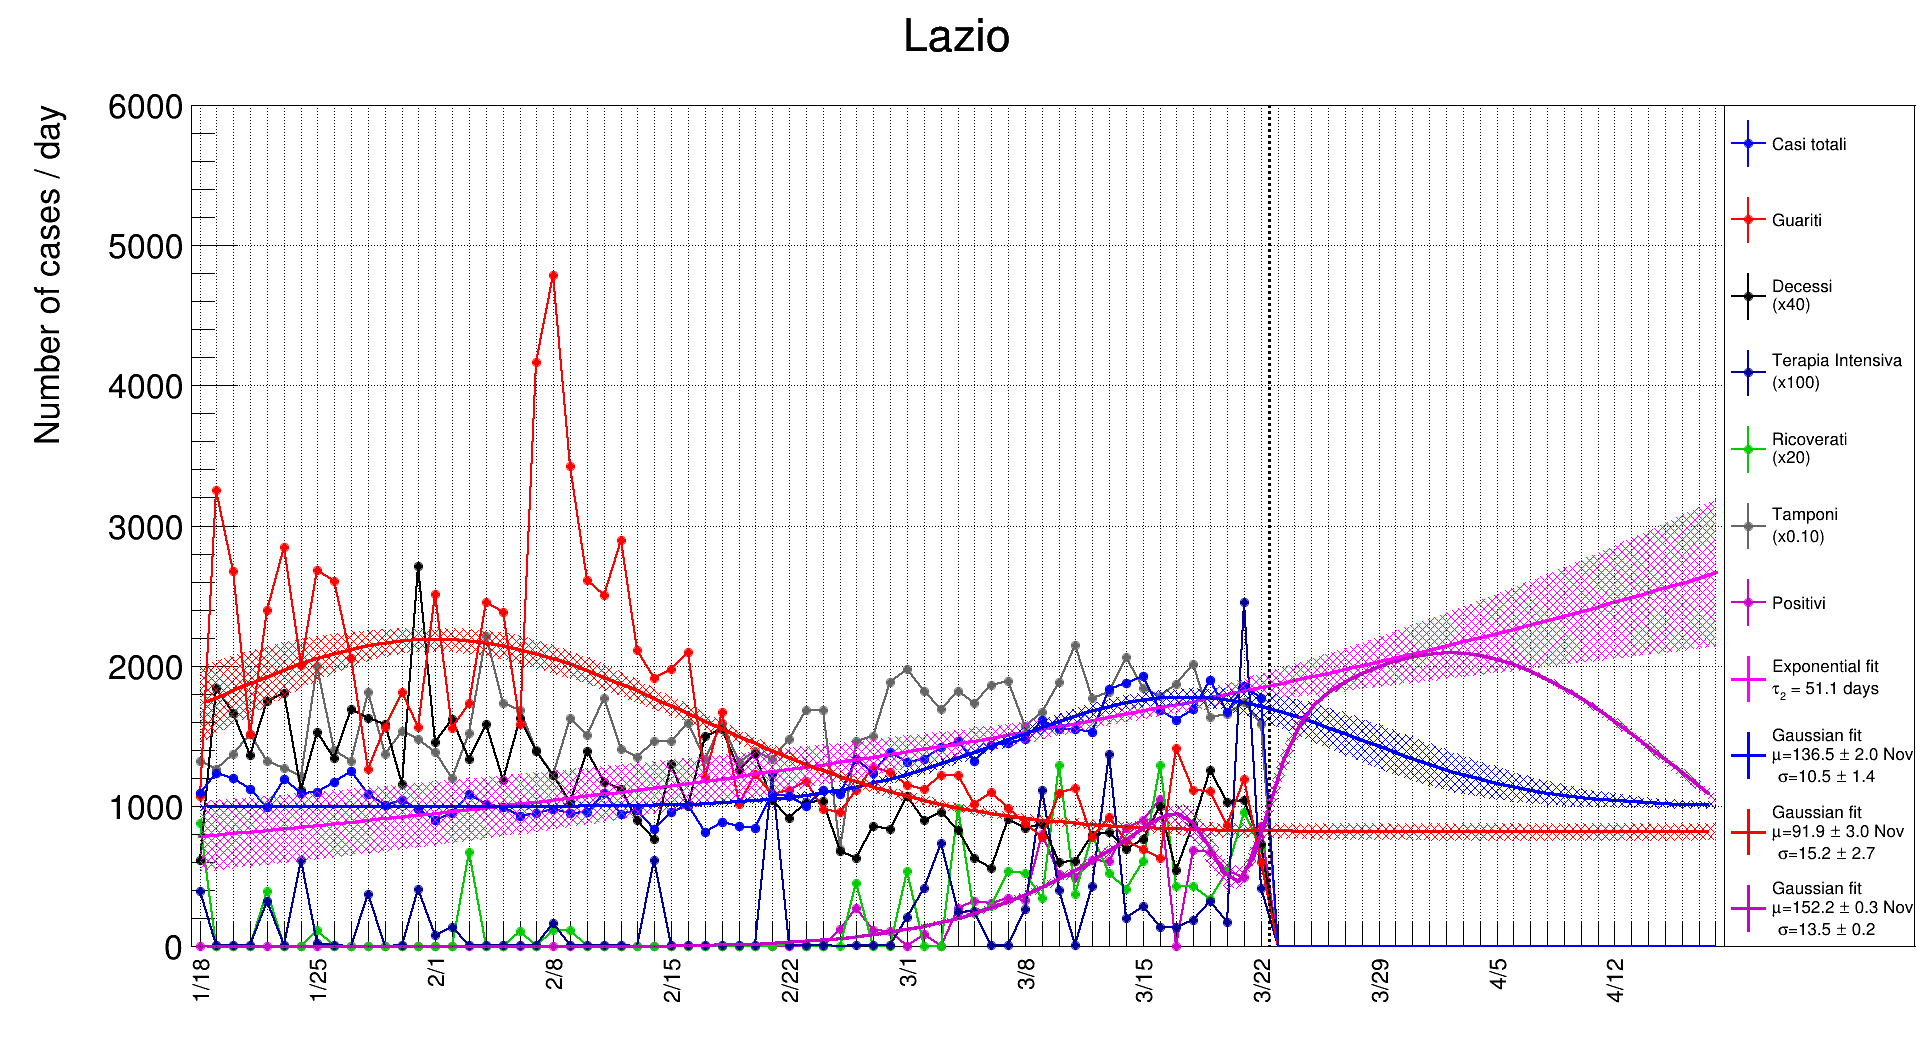 Lazio
Number of cases / day
6000
5000
4000
3000
2000
1000
0
1/18
1/25
2/1
2/8
2/15
2/22
3/1
3/8
3/15
3/22
3/29
4/5
4/12
Casi totali
Guariti
Decessi
(x40)
Terapia Intensiva
(x100)
Ricoverati
(x20)
Tamponi
(x0.10)
Positivi
Exponential fit
τ₂ = 51.1 days
Gaussian fit
μ=136.5 ± 2.0 Nov
σ=10.5 ± 1.4
Gaussian fit
μ=91.9 ± 3.0 Nov
σ=15.2 ± 2.7
Gaussian fit
μ=152.2 ± 0.3 Nov
σ=13.5 ± 0.2